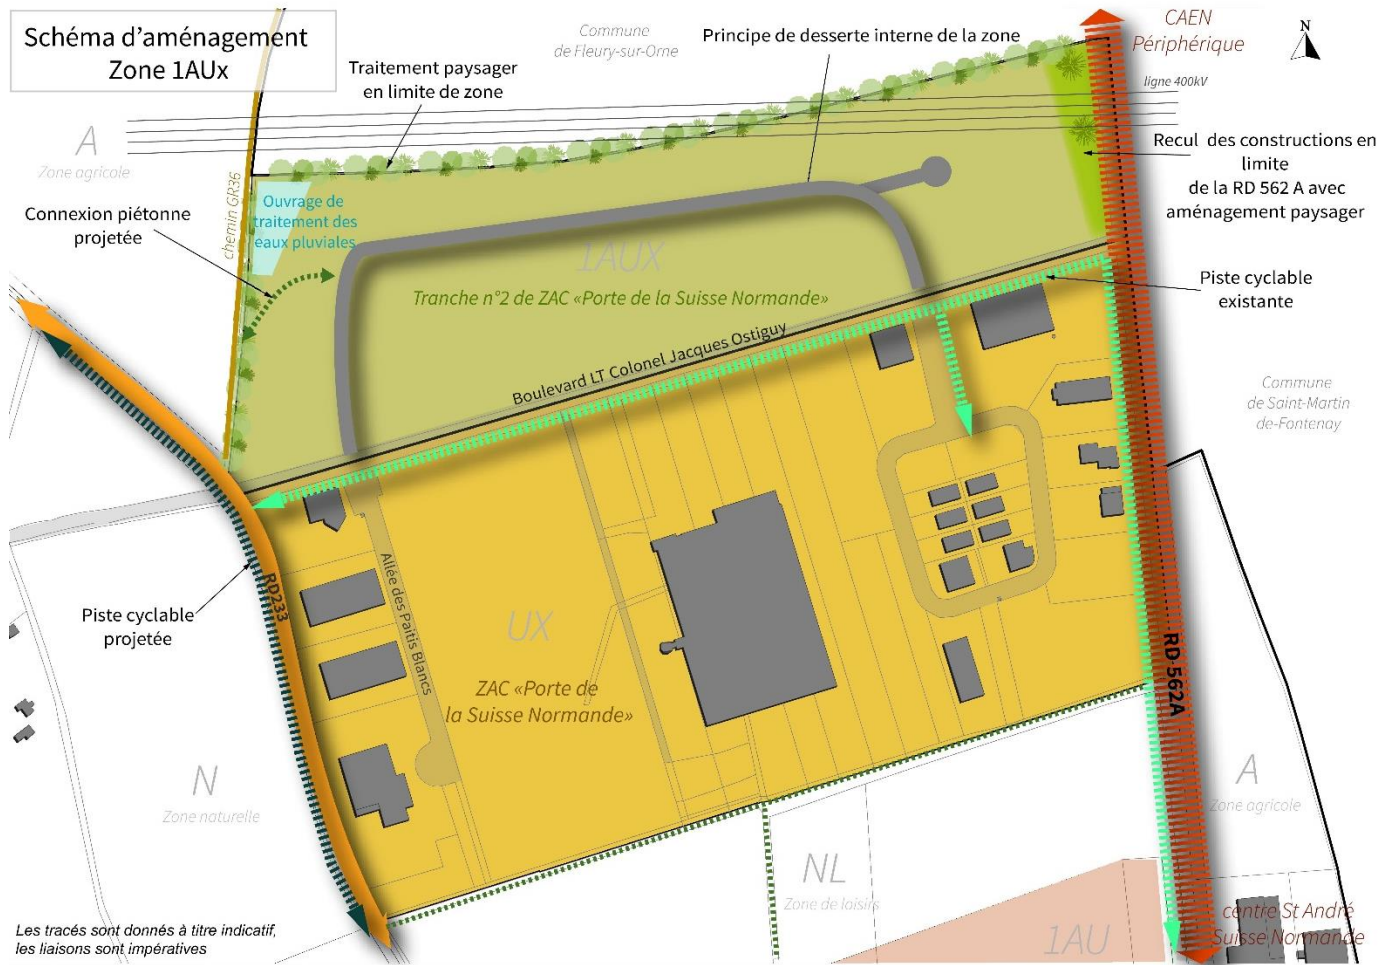 Schéma d'aménagement
Zone 1AUx
Commune
de Fleury-sur-Orne
Principe de desserte interne de la zone
CAEN
Périphérique
N
Traitement paysager
en limite de zone
ligne 400kV
A
Zone agricole
Recul des constructions en
limite
de la RD 562 A avec
aménagement paysager
Connexion piétonne
projetée
chemin GR36
Ouvrage de
traitement des
eaux pluviales
1AUX
Tranche n°2 de ZAC «Porte de la Suisse Normande»
Piste cyclable
existante
Boulevard LT Colonel Jacques Ostiguy
Commune
de Saint-Martin
de-Fontenay
RD233
Allée des Paitis Blancs
Piste cyclable
projetée
UX
ZAC «Porte de
la Suisse Normande»
RD 562A
N
Zone naturelle
A
Zone agricole
NL
Zone de loisirs
1AU
centre St André
Suisse Normande
Les tracés sont donnés à titre indicatif,
les liaisons sont impératives